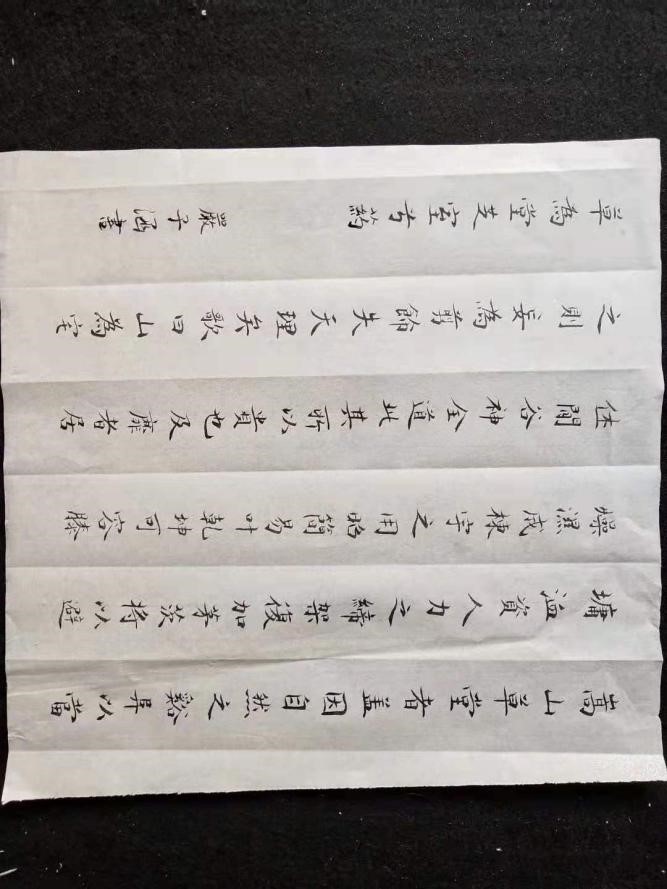 嵩山草堂者盖因自然之谿阜以當
墉洫資人力之締架復加茅茨將以避
燥濕成棟宇之用昭簡易叶乾坤可容膝
休閒谷神全道此其所以貴也及靡者居
之則妄為剪飾失天理矣歌曰山為宅
草為堂芝室兮葯
嚴子涵書